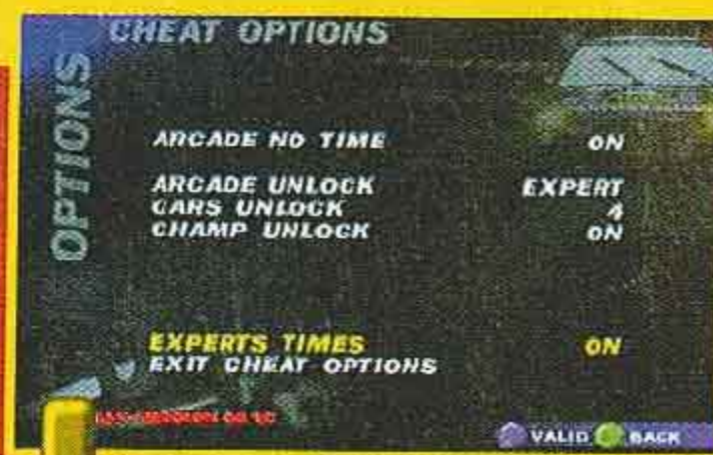 CHEAT OPTIONS
OPTIONS
ARCADE NO TIME ON
ARCADE UNLOCK EXPERT
CARS UNLOCK 4
CHAMP UNLOCK ON
EXPERTS TIMES ON
EXIT CHEAT OPTIONS
VALID BACK